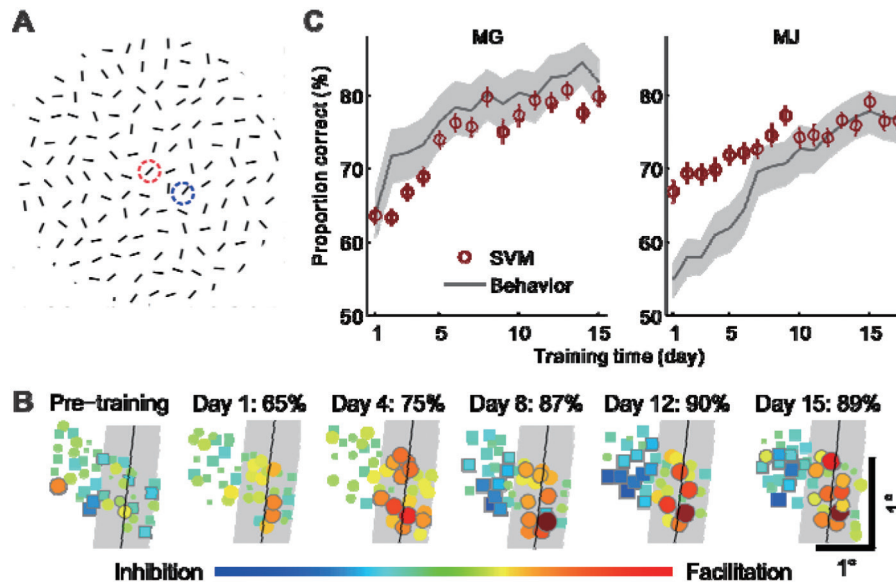 A
C
MG
MJ
Proportion correct (%)
80
70
60
50
80
70
60
50
SVM
Behavior
1
5
10
15
1
5
10
15
Training time (day)
B
Pre-training
Day 1: 65%
Day 4: 75%
Day 8: 87%
Day 12: 90%
Day 15: 89%
1°
1°
Inhibition
Facilitation